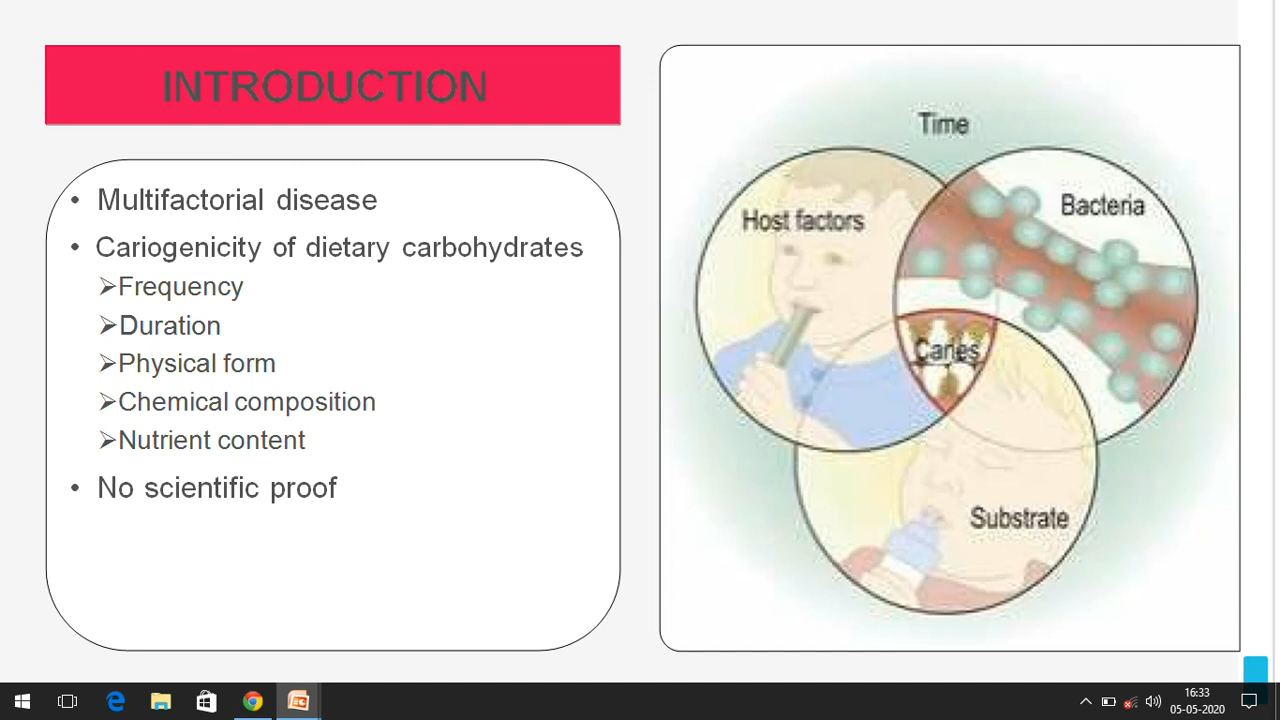 INTRODUCTION
• Multifactorial disease
• Cariogenicity of dietary carbohydrates
➢Frequency
➢Duration
➢Physical form
➢Chemical composition
➢Nutrient content
• No scientific proof
Time
Host factors
Bacteria
Caries
Substrate
16:33
05-05-2020